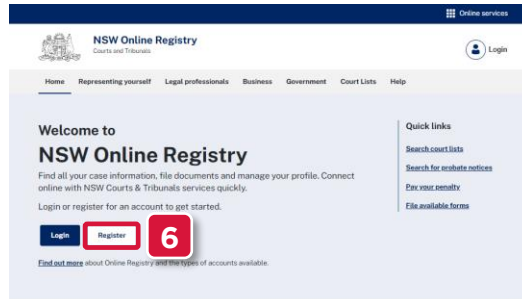 Online services
NSW Online Registry
Courts and Tribunals
Login
Home Representing yourself Legal professionals Business Government Court Lists Help
Welcome to
NSW Online Registry
Find all your case information, file documents and manage your profile. Connect
online with NSW Courts & Tribunals services quickly.
Login or register for an account to get started.
Login Register 6
Find out more about Online Registry and the types of accounts available.
Quick links
Search court lists
Search for probate notices
Pay your penalty
File available forms